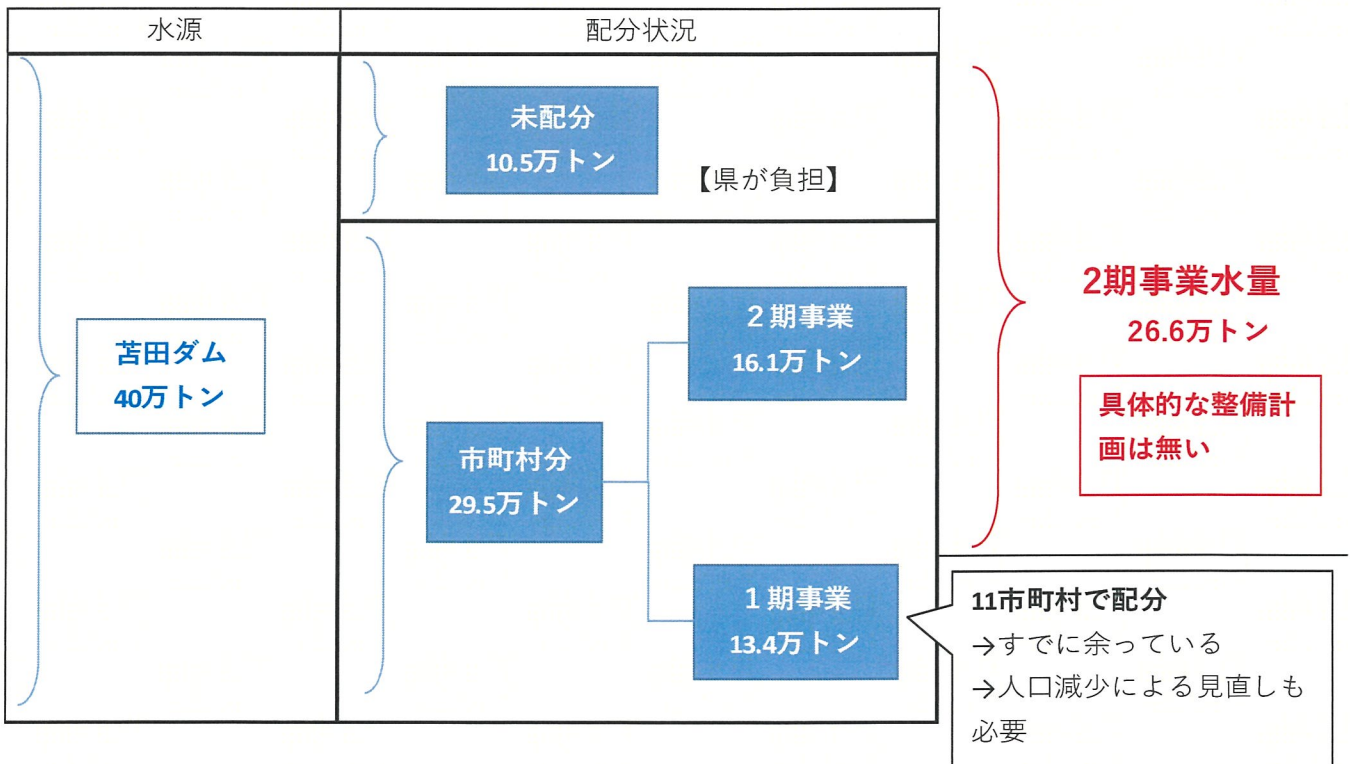 水源
配分状況
未配分
10.5万トン
【県が負担】
苫田ダム
40万トン
市町村分
29.5万トン
２期事業
16.1万トン
１期事業
13.4万トン
2期事業水量
26.6万トン
具体的な整備計
画は無い
11市町村で配分
→すでに余っている
→人口減少による見直しも
必要